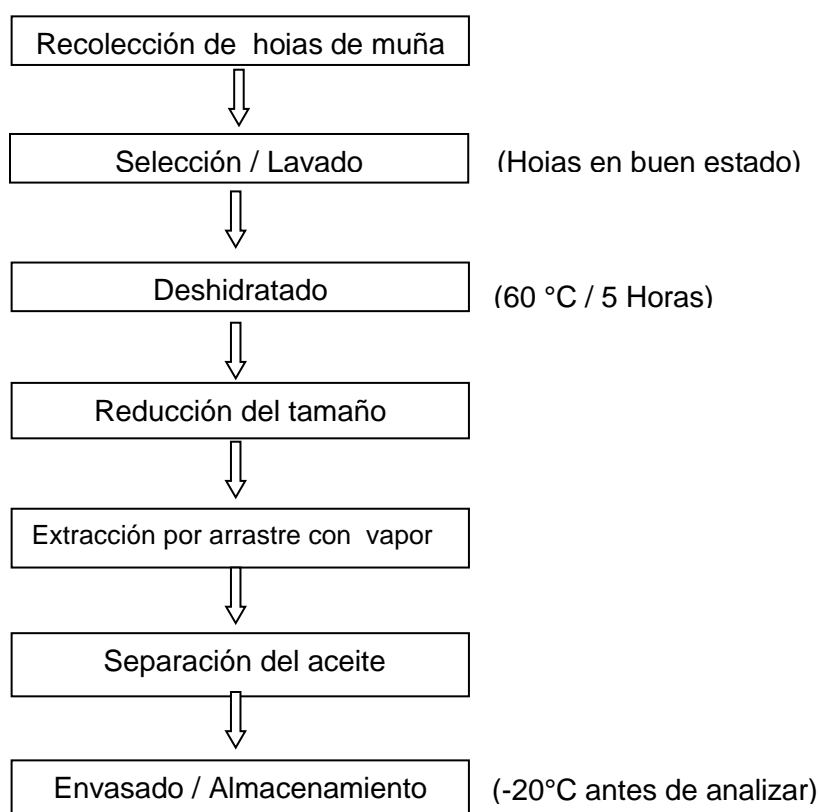 Recolección de hojas de muña
Selección / Lavado (Hojas en buen estado)
Deshidratado (60 °C / 5 Horas)
Reducción del tamaño
Extracción por arrastre con vapor
Separación del aceite
Envasado / Almacenamiento (-20°C antes de analizar)